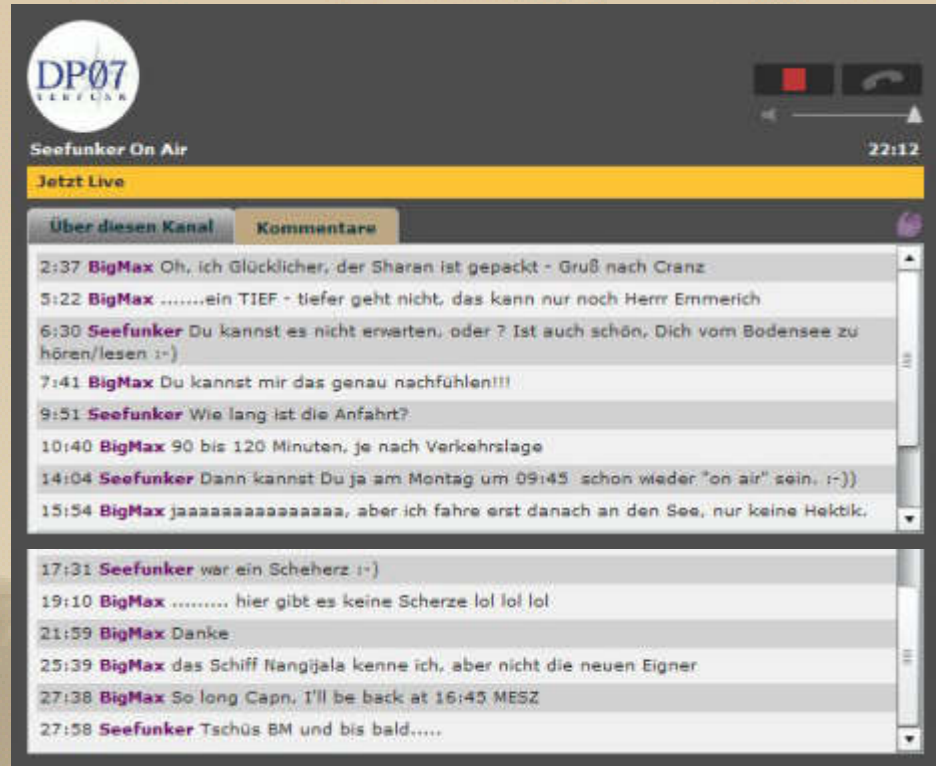 DP07
SEEFUNK
Seefunker On Air
22:12
Jetzt Live
Über diesen Kanal
Kommentare
2:37 BigMax Oh, ich Glücklicher, der Sharan ist gepackt - Gruß nach Cranz
5:22 BigMax .......ein TIEF - tiefer geht nicht, das kann nur noch Herrr Emmerich
6:30 Seefunker Du kannst es nicht erwarten, oder ? Ist auch schön, Dich vom Bodensee zu
hören/lesen :-)
7:41 BigMax Du kannst mir das genau nachfühlen!!!
9:51 Seefunker Wie lang ist die Anfahrt?
10:40 BigMax 90 bis 120 Minuten, je nach Verkehrslage
14:04 Seefunker Dann kannst Du ja am Montag um 09:45 schon wieder "on air" sein. :-))
15:54 BigMax jaaaaaaaaaaaaaaa, aber ich fahre erst danach an den See, nur keine Hektik.
17:31 Seefunker war ein Scheherz :-)
19:10 BigMax ......... hier gibt es keine Scherze lol lol lol
21:59 BigMax Danke
25:39 BigMax das Schiff Nangijala kenne ich, aber nicht die neuen Eigner
27:38 BigMax So long Capn, I'll be back at 16:45 MESZ
27:58 Seefunker Tschüs BM und bis bald.....